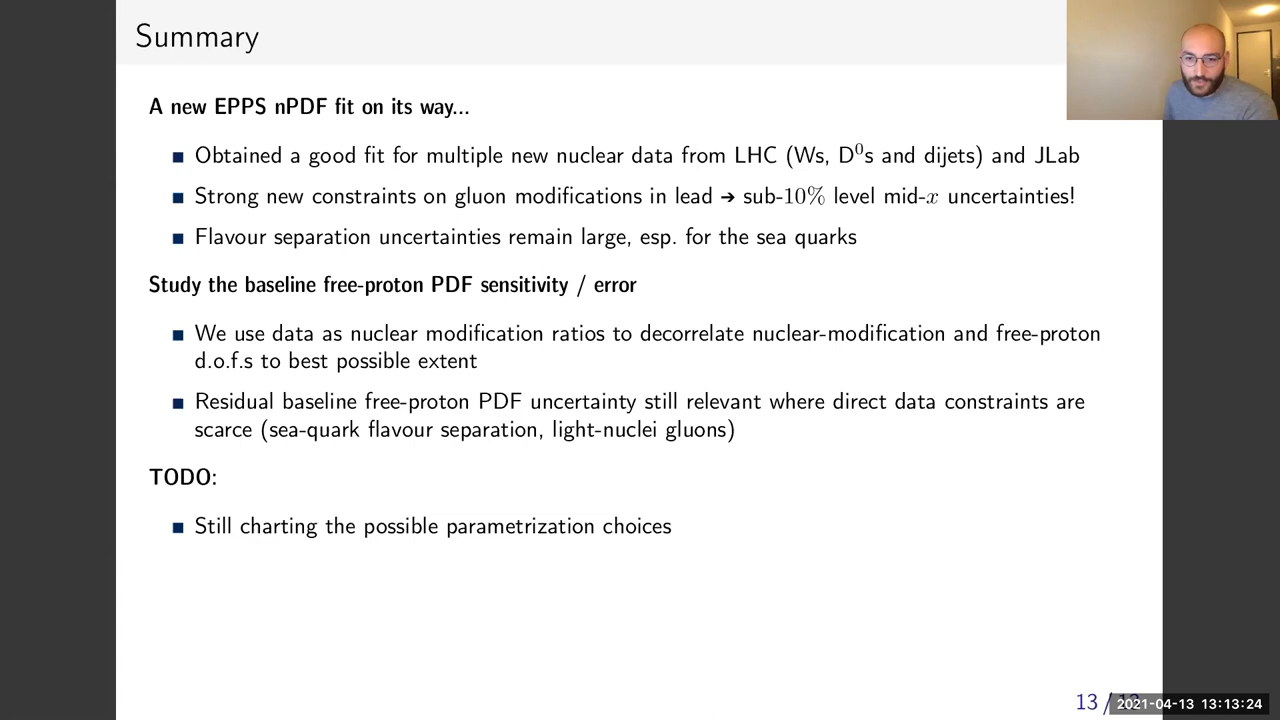 Summary
A new EPPS nPDF fit on its way...
Obtained a good fit for multiple new nuclear data from LHC (Ws, D⁰s and dijets) and JLab
Strong new constraints on gluon modifications in lead ➔ sub-10% level mid-x uncertainties!
Flavour separation uncertainties remain large, esp. for the sea quarks
Study the baseline free-proton PDF sensitivity / error
We use data as nuclear modification ratios to decorrelate nuclear-modification and free-proton
d.o.f.s to best possible extent
Residual baseline free-proton PDF uncertainty still relevant where direct data constraints are
scarce (sea-quark flavour separation, light-nuclei gluons)
TODO:
Still charting the possible parametrization choices
13 /
2021-04-13 13:13:24